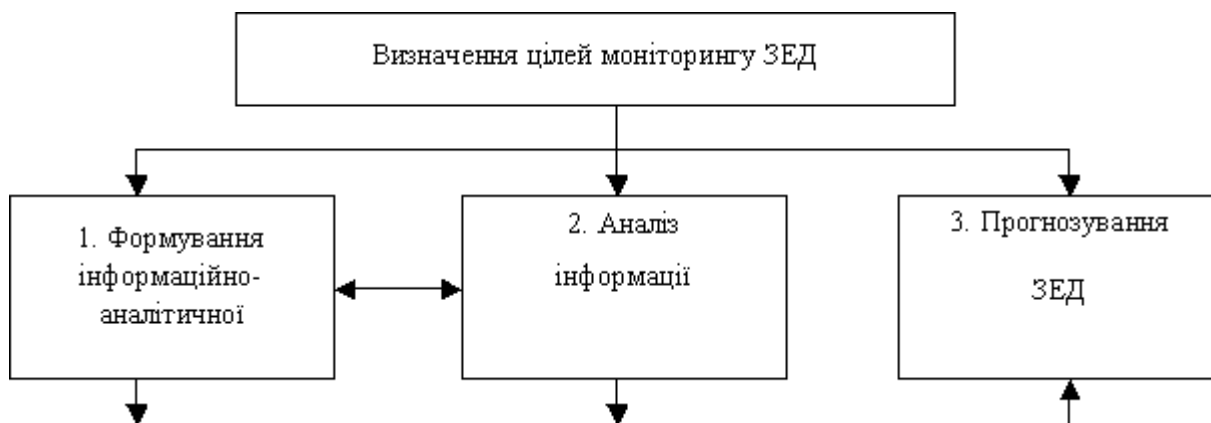 Визначення цілей моніторингу ЗЕД
1. Формування
інформаційно-
аналітичної
2. Аналіз
інформації
3. Прогнозування
ЗЕД